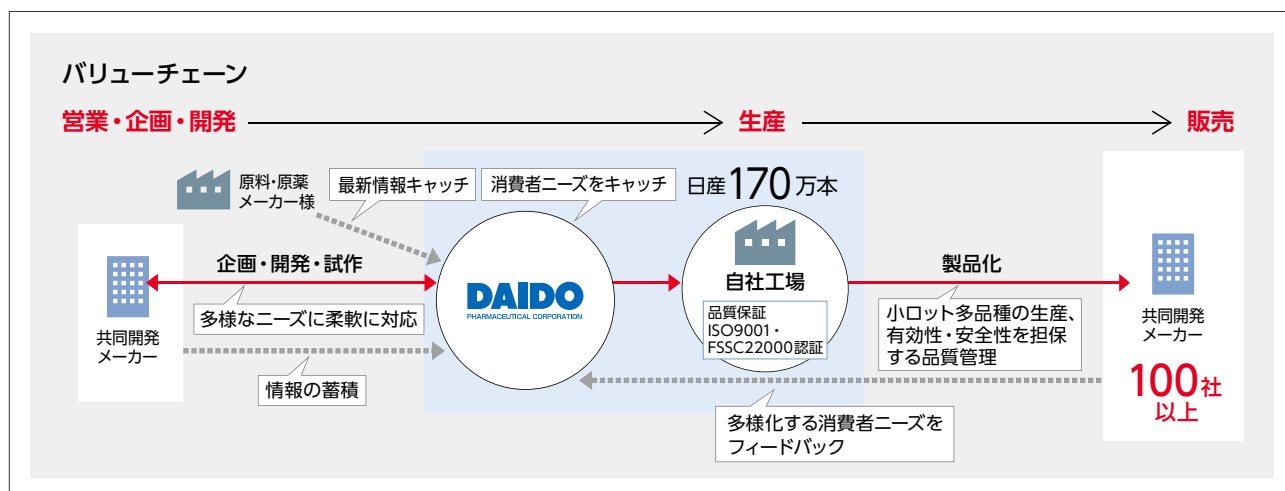 バリューチェーン
営業・企画・開発
生産
販売
原料・原薬
メーカー様
最新情報キャッチ
消費者ニーズをキャッチ
日産170万本
企画・開発・試作
多様なニーズに柔軟に対応
共同開発
メーカー
情報の蓄積
DAIDO
PHARMACEUTICAL CORPORATION
自社工場
品質保証
ISO9001・
FSSC22000認証
製品化
小ロット多品種の生産、
有効性・安全性を担保
する品質管理
多様化する消費者ニーズを
フィードバック
共同開発
メーカー
100社
以上